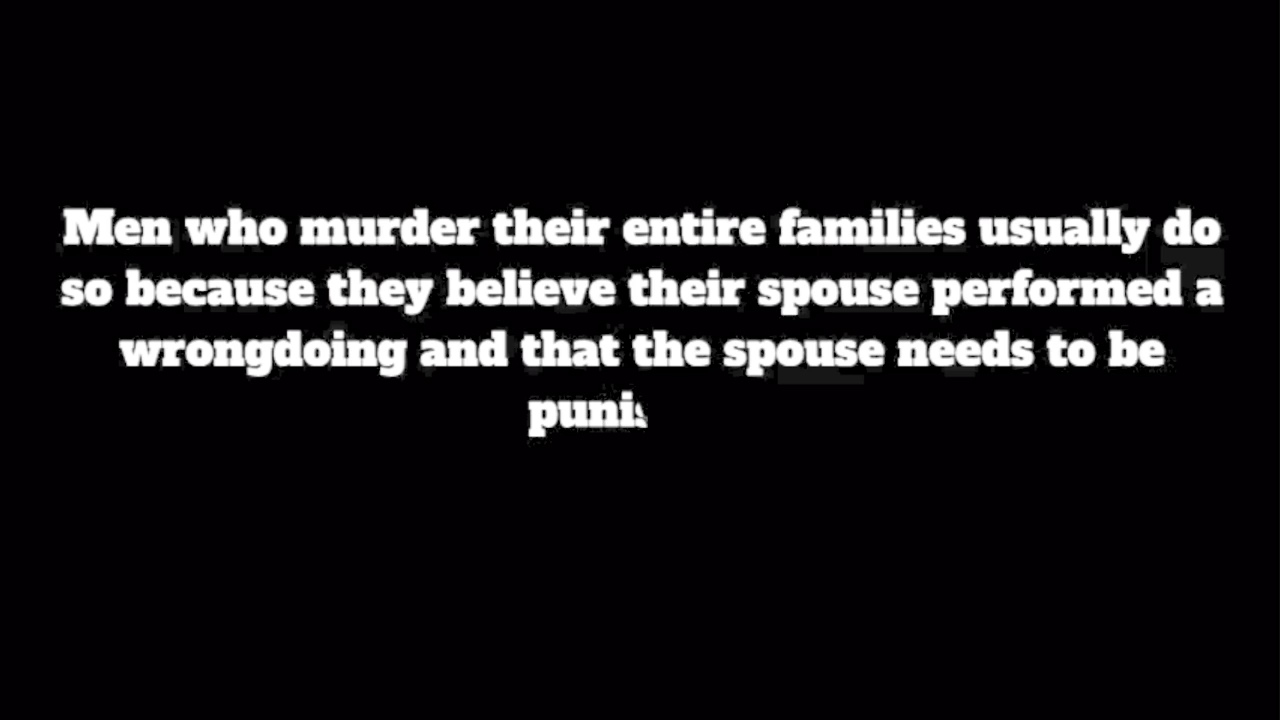 Men who murder their entire families usually do
so because they believe their spouse performed a
wrongdoing and that the spouse needs to be
puni